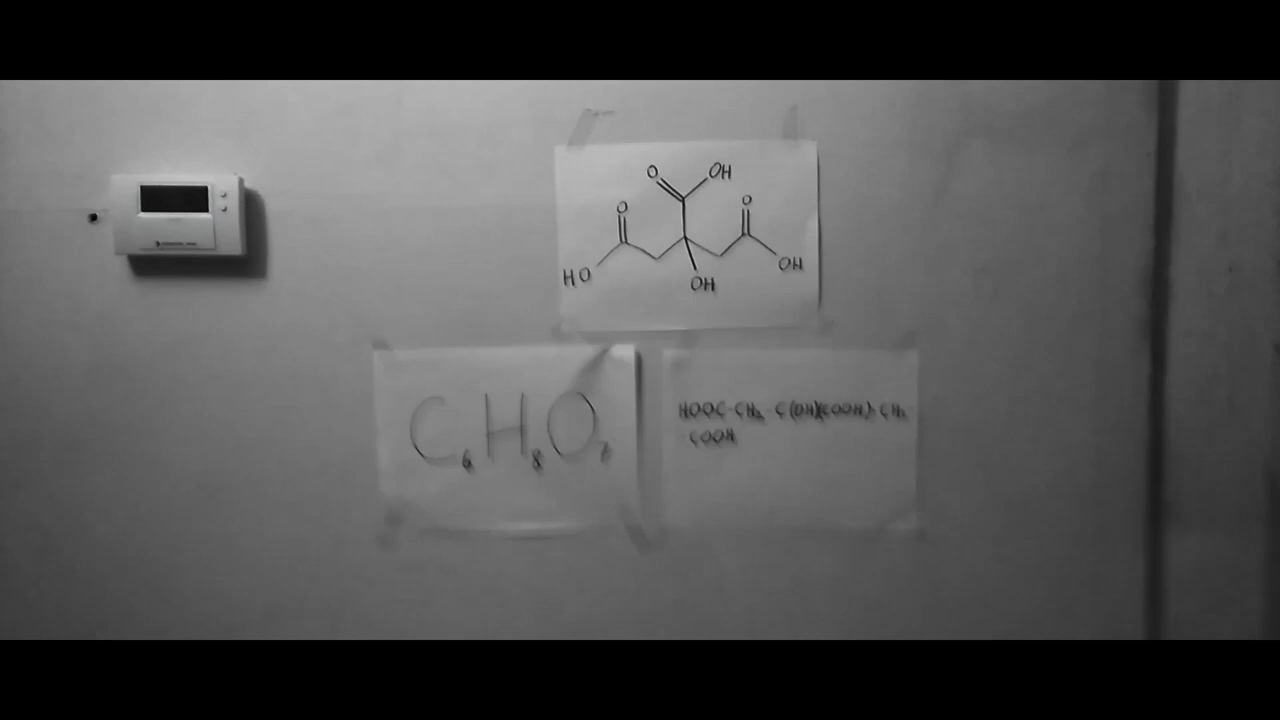 O OH
O O
HO OH OH
C₆H₈O₇
HOOC-CH₂-C(OH)(COOH)-CH₂
COOH